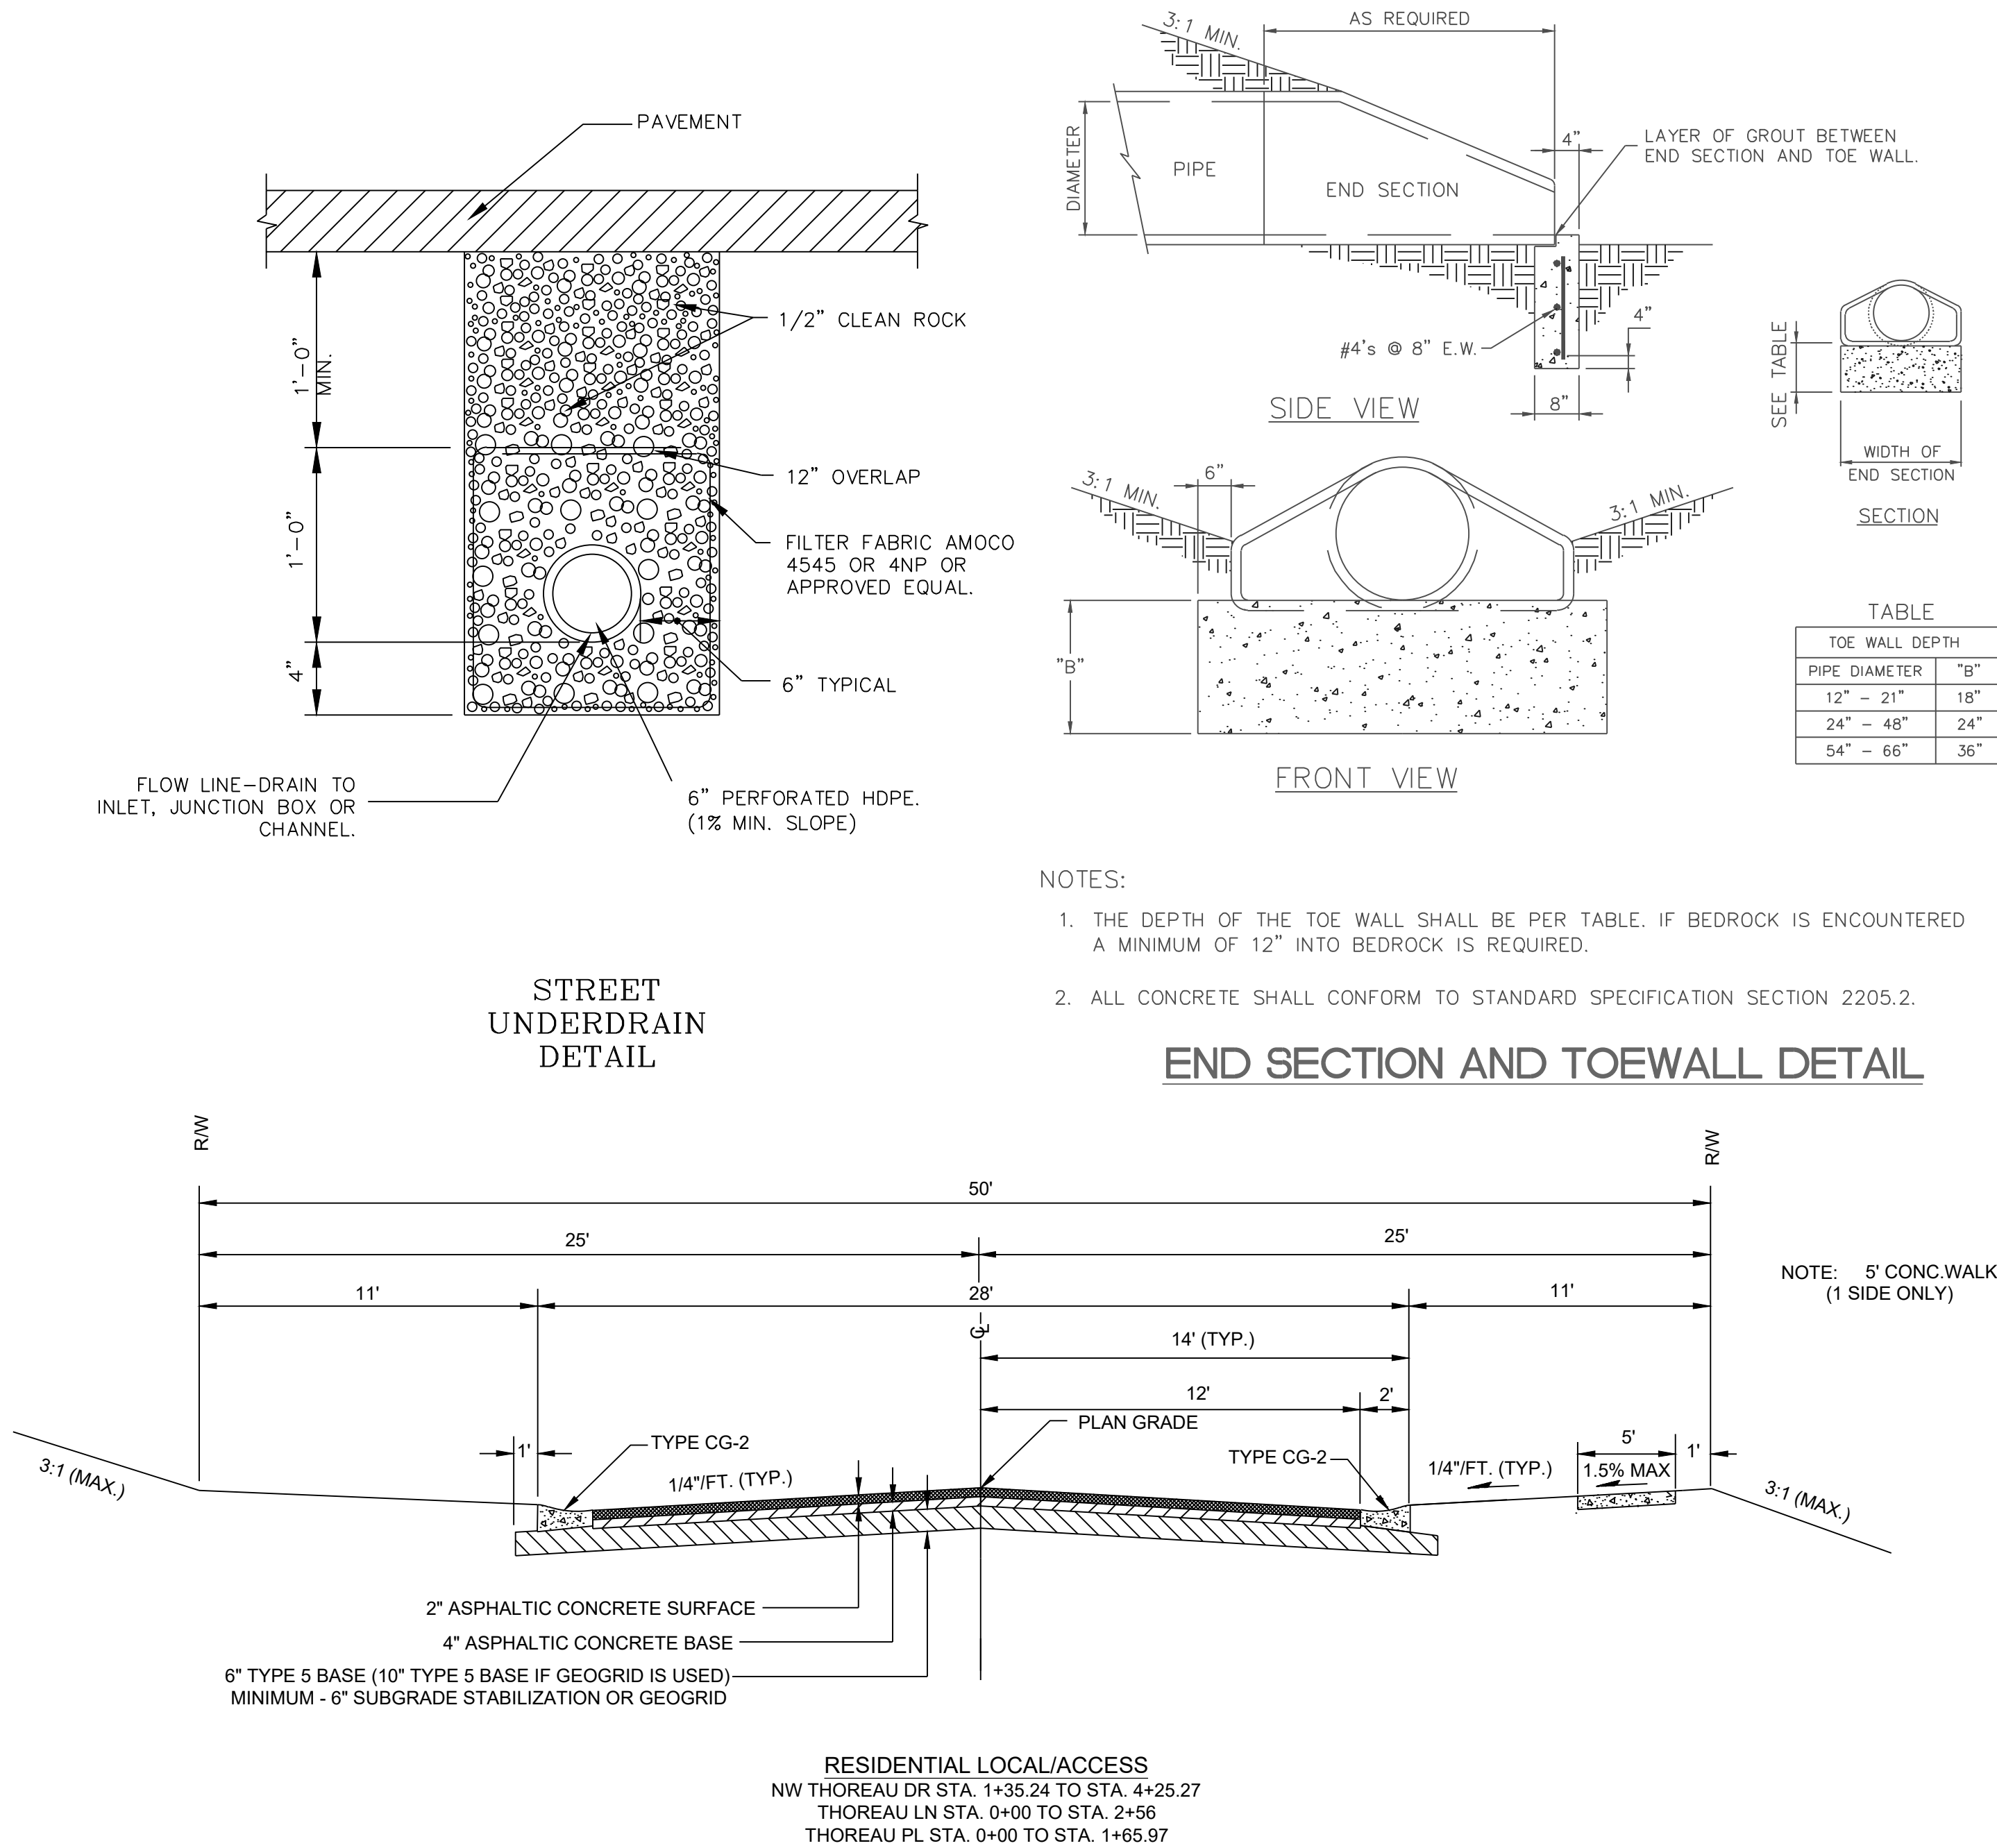 PAVEMENT
1/2" CLEAN ROCK
1'-0"
MIN.
12" OVERLAP
1'-0"
FILTER FABRIC AMOCO
4545 OR 4NP OR
APPROVED EQUAL.
4"
6" TYPICAL
FLOW LINE-DRAIN TO
INLET, JUNCTION BOX OR
CHANNEL.
6" PERFORATED HDPE.
(1% MIN. SLOPE)
STREET
UNDERDRAIN
DETAIL
3:1 MIN.
AS REQUIRED
DIAMETER
PIPE
END SECTION
4"
LAYER OF GROUT BETWEEN
END SECTION AND TOE WALL.
#4's @ 8" E.W.
4"
8"
SIDE VIEW
SEE TABLE
WIDTH OF
END SECTION
SECTION
3:1 MIN.
6"
3:1 MIN.
"B"
FRONT VIEW
TABLE
TOE WALL DEPTH
PIPE DIAMETER "B"
12" - 21" 18"
24" - 48" 24"
54" - 66" 36"
NOTES:
1. THE DEPTH OF THE TOE WALL SHALL BE PER TABLE. IF BEDROCK IS ENCOUNTERED
A MINIMUM OF 12" INTO BEDROCK IS REQUIRED.
2. ALL CONCRETE SHALL CONFORM TO STANDARD SPECIFICATION SECTION 2205.2.
END SECTION AND TOEWALL DETAIL
R/W
R/W
50'
25'
25'
11'
28'
11'
NOTE: 5' CONC.WALK
(1 SIDE ONLY)
CL
14' (TYP.)
12'
2'
PLAN GRADE
1'
TYPE CG-2
TYPE CG-2
5'
1'
3:1 (MAX.)
1/4"/FT. (TYP.)
1/4"/FT. (TYP.)
1.5% MAX
3:1 (MAX.)
2" ASPHALTIC CONCRETE SURFACE
4" ASPHALTIC CONCRETE BASE
6" TYPE 5 BASE (10" TYPE 5 BASE IF GEOGRID IS USED)
MINIMUM - 6" SUBGRADE STABILIZATION OR GEOGRID
RESIDENTIAL LOCAL/ACCESS
NW THOREAU DR STA. 1+35.24 TO STA. 4+25.27
THOREAU LN STA. 0+00 TO STA. 2+56
THOREAU PL STA. 0+00 TO STA. 1+65.97